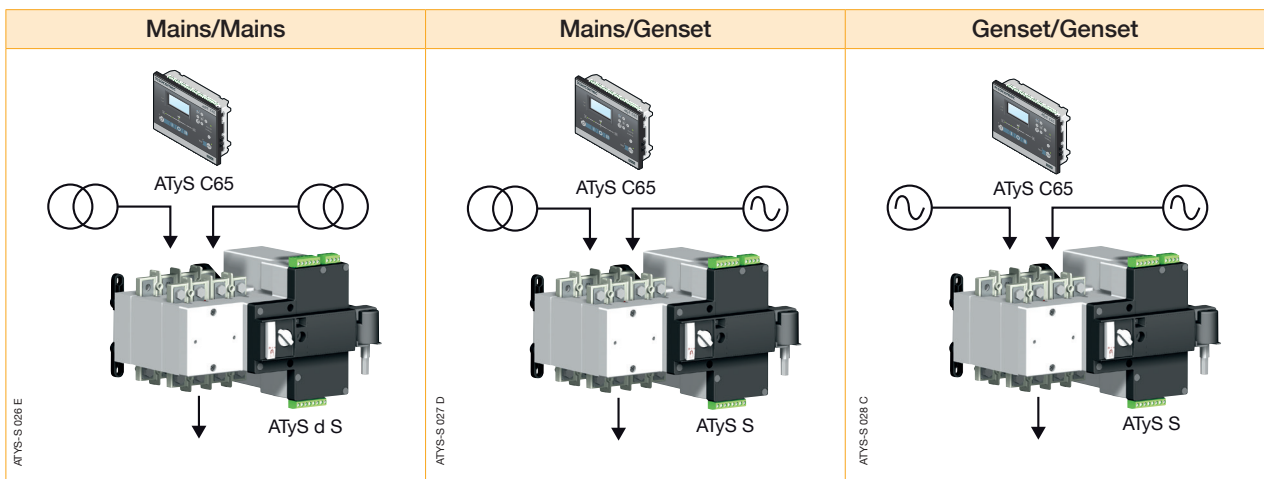 Mains/Mains
Mains/Genset
Genset/Genset
ATyS C65
ATyS C65
ATyS C65
ATyS d S
ATyS S
ATyS S
ATYS-S 026 E
ATYS-S 027 D
ATYS-S 028 C